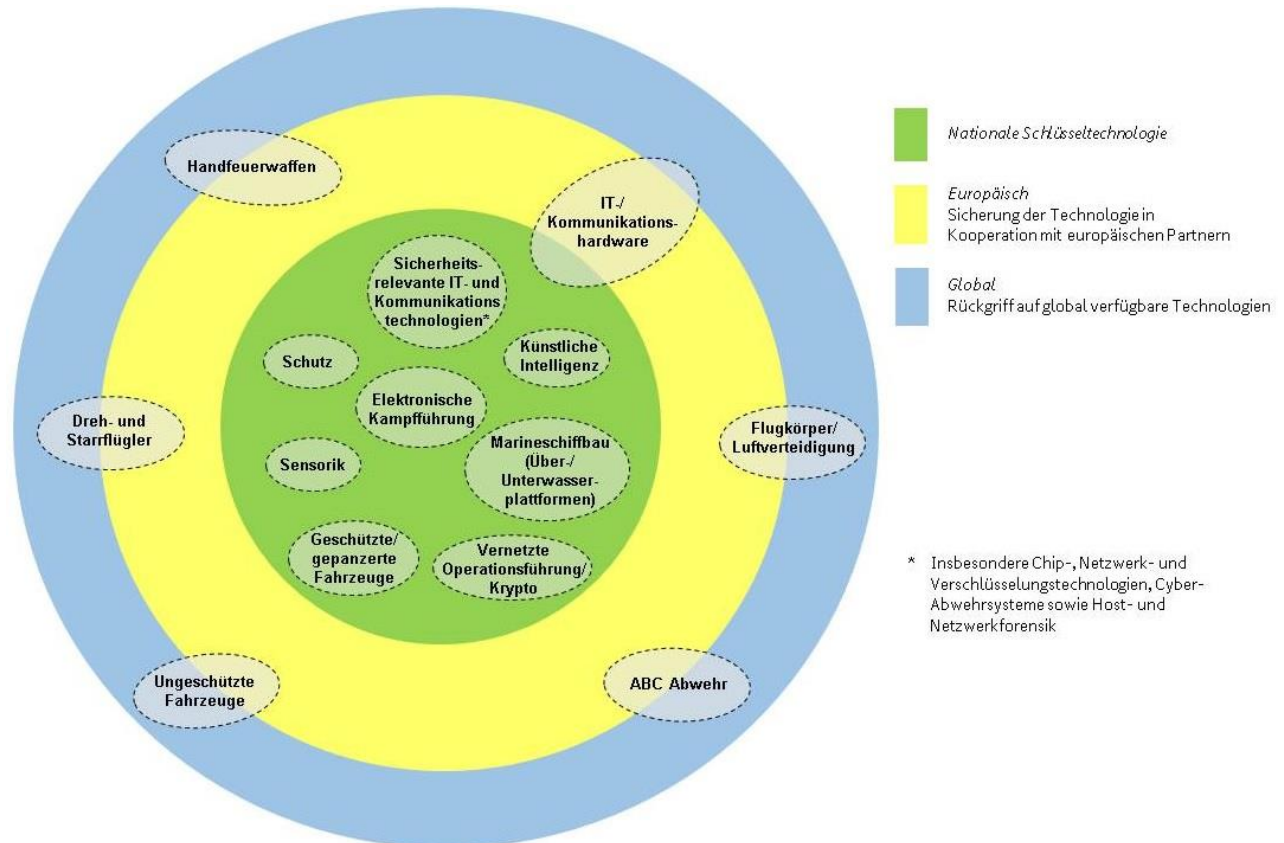 Handfeuerwaffen
IT-/
Kommunikations-
hardware
Sicherheits-
relevante IT- und
Kommunikations
technologien*
Schutz
Künstliche
Intelligenz
Elektronische
Kampfführung
Dreh- und
Starrflügler
Flugkörper/
Luftverteidigung
Sensorik
Marineschiffbau
(Über-/
Unterwasser-
plattformen)
Geschützte/
gepanzerte
Fahrzeuge
Vernetzte
Operationsführung/
Krypto
Ungeschützte
Fahrzeuge
ABC Abwehr
Nationale Schlüsseltechnologie
Europäisch
Sicherung der Technologie in
Kooperation mit europäischen Partnern
Global
Rückgriff auf global verfügbare Technologien
* Insbesondere Chip-, Netzwerk- und
Verschlüsselungstechnologien, Cyber-
Abwehrsysteme sowie Host- und
Netzwerkforensik